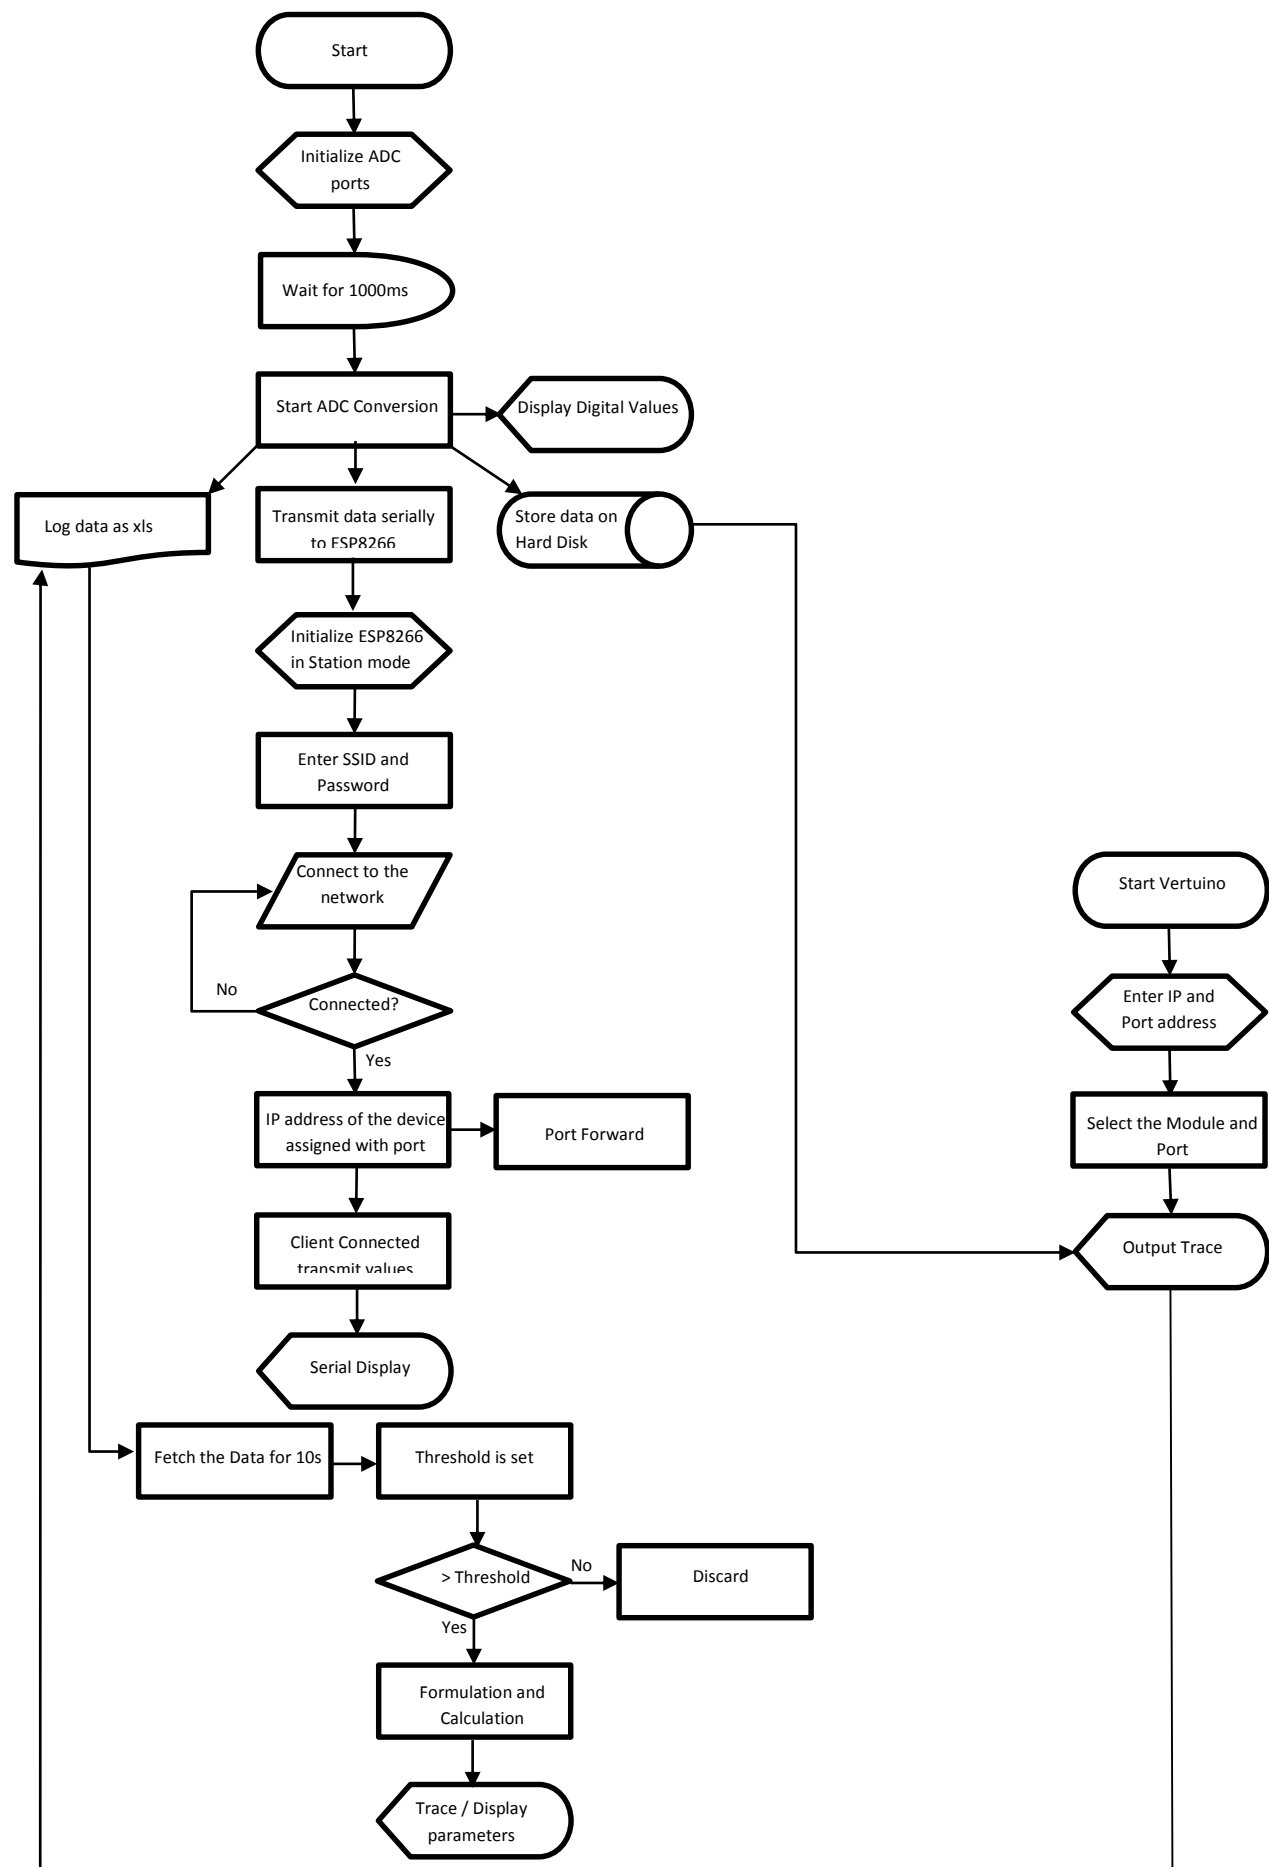 Start
Initialize ADC
ports
Wait for 1000ms
Start ADC Conversion
Display Digital Values
Log data as xls
Transmit data serially
to ESP8266
Store data on
Hard Disk
Initialize ESP8266
in Station mode
Enter SSID and
Password
Connect to the
network
No
Connected?
Yes
IP address of the device
assigned with port
Port Forward
Client Connected
transmit values
Serial Display
Start Vertuino
Enter IP and
Port address
Select the Module and
Port
Output Trace
Fetch the Data for 10s
Threshold is set
> Threshold
No
Discard
Yes
Formulation and
Calculation
Trace / Display
parameters